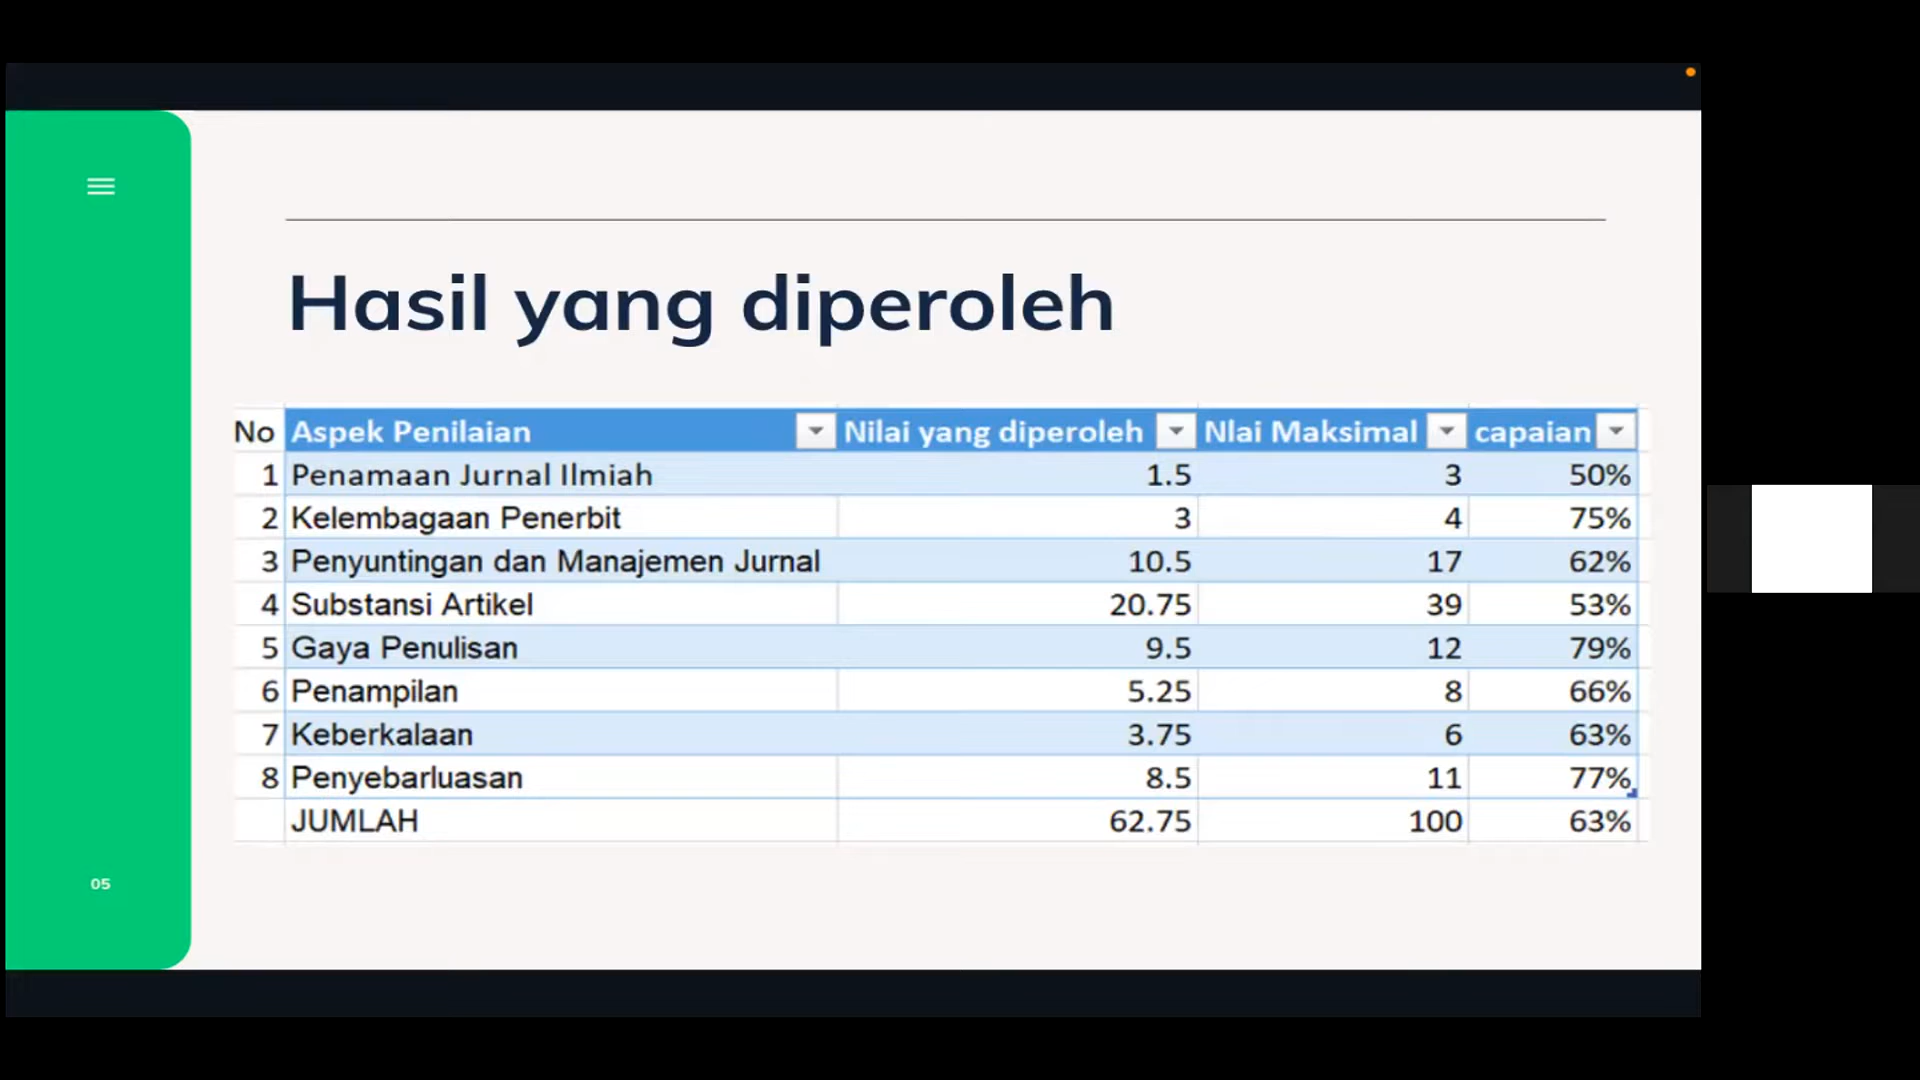 Hasil yang diperoleh
No Aspek Penilaian Nilai yang diperoleh Nlai Maksimal capaian
1 Penamaan Jurnal Ilmiah 1.5 3 50%
2 Kelembagaan Penerbit 3 4 75%
3 Penyuntingan dan Manajemen Jurnal 10.5 17 62%
4 Substansi Artikel 20.75 39 53%
5 Gaya Penulisan 9.5 12 79%
6 Penampilan 5.25 8 66%
7 Keberkalaan 3.75 6 63%
8 Penyebarluasan 8.5 11 77%
JUMLAH 62.75 100 63%
05